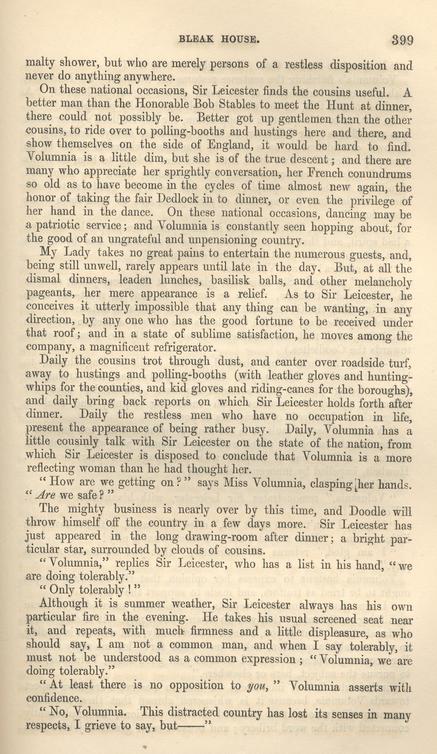 BLEAK HOUSE. 399
malty shower, but who are merely persons of a restless disposition and
never do anything anywhere.
On these national occasions, Sir Leicester finds the cousins useful. A
better man than the Honorable Bob Stables to meet the Hunt at dinner,
there could not possibly be. Better got up gentlemen than the other
cousins, to ride over to polling-booths and hustings here and there, and
show themselves on the side of England, it would be hard to find.
Volumnia is a little dim, but she is of the true descent; and there are
many who appreciate her sprightly conversation, her French conundrums
so old as to have become in the cycles of time almost new again, the
honor of taking the fair Dedlock in to dinner, or even the privilege of
her hand in the dance. On these national occasions, dancing may be
a patriotic service; and Volumnia is constantly seen hopping about, for
the good of an ungrateful and unpensioning country.
My Lady takes no great pains to entertain the numerous guests, and,
being still unwell, rarely appears until late in the day. But, at all the
dismal dinners, leaden lunches, basilisk balls, and other melancholy
pageants, her mere appearance is a relief. As to Sir Leicester, he
conceives it utterly impossible that any thing can be wanting, in any
direction, by any one who has the good fortune to be received under
that roof; and in a state of sublime satisfaction, he moves among the
company, a magnificent refrigerator.
Daily the cousins trot through dust, and canter over roadside turf,
away to hustings and polling-booths (with leather gloves and hunting-
whips for the counties, and kid gloves and riding-canes for the boroughs),
and daily bring back reports on which Sir Leicester holds forth after
dinner. Daily the restless men who have no occupation in life,
present the appearance of being rather busy. Daily, Volumnia has a
little cousinly talk with Sir Leicester on the state of the nation, from
which Sir Leicester is disposed to conclude that Volumnia is a more
reflecting woman than he had thought her.
"How are we getting on?" says Miss Volumnia, clasping her hands.
"Are we safe?"
The mighty business is nearly over by this time, and Doodle will
throw himself off the country in a few days more. Sir Leicester has
just appeared in the long drawing-room after dinner; a bright par-
ticular star, surrounded by clouds of cousins.
"Volumnia," replies Sir Leicester, who has a list in his hand, "we
are doing tolerably."
"Only tolerably!"
Although it is summer weather, Sir Leicester always has his own
particular fire in the evening. He takes his usual screened seat near
it, and repeats, with much firmness and a little displeasure, as who
should say, I am not a common man, and when I say tolerably, it
must not be understood as a common expression; "Volumnia, we are
doing tolerably."
"At least there is no opposition to you," Volumnia asserts with
confidence.
"No, Volumnia. This distracted country has lost its senses in many
respects, I grieve to say, but——"